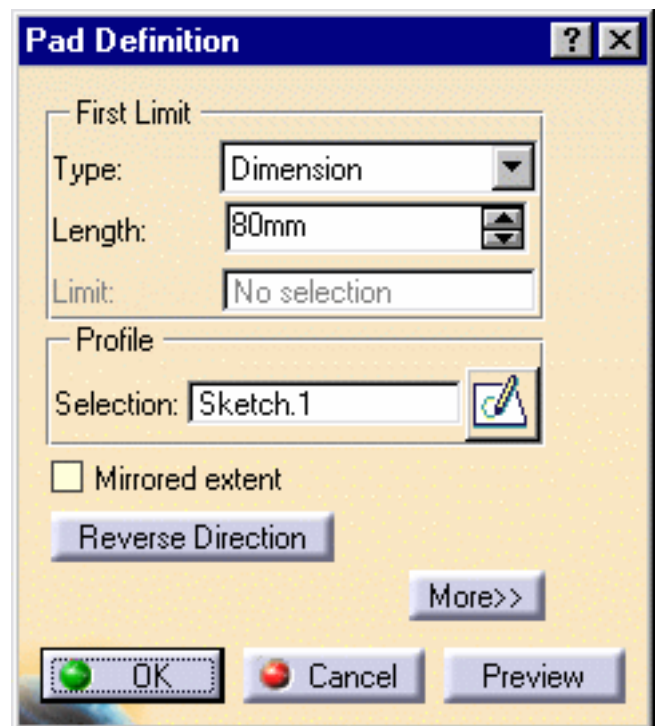 Pad Definition ? X
First Limit
Type: Dimension
Length: 80mm
Limit: No selection
Profile
Selection: Sketch.1
Mirrored extent
Reverse Direction
More>>
OK Cancel Preview